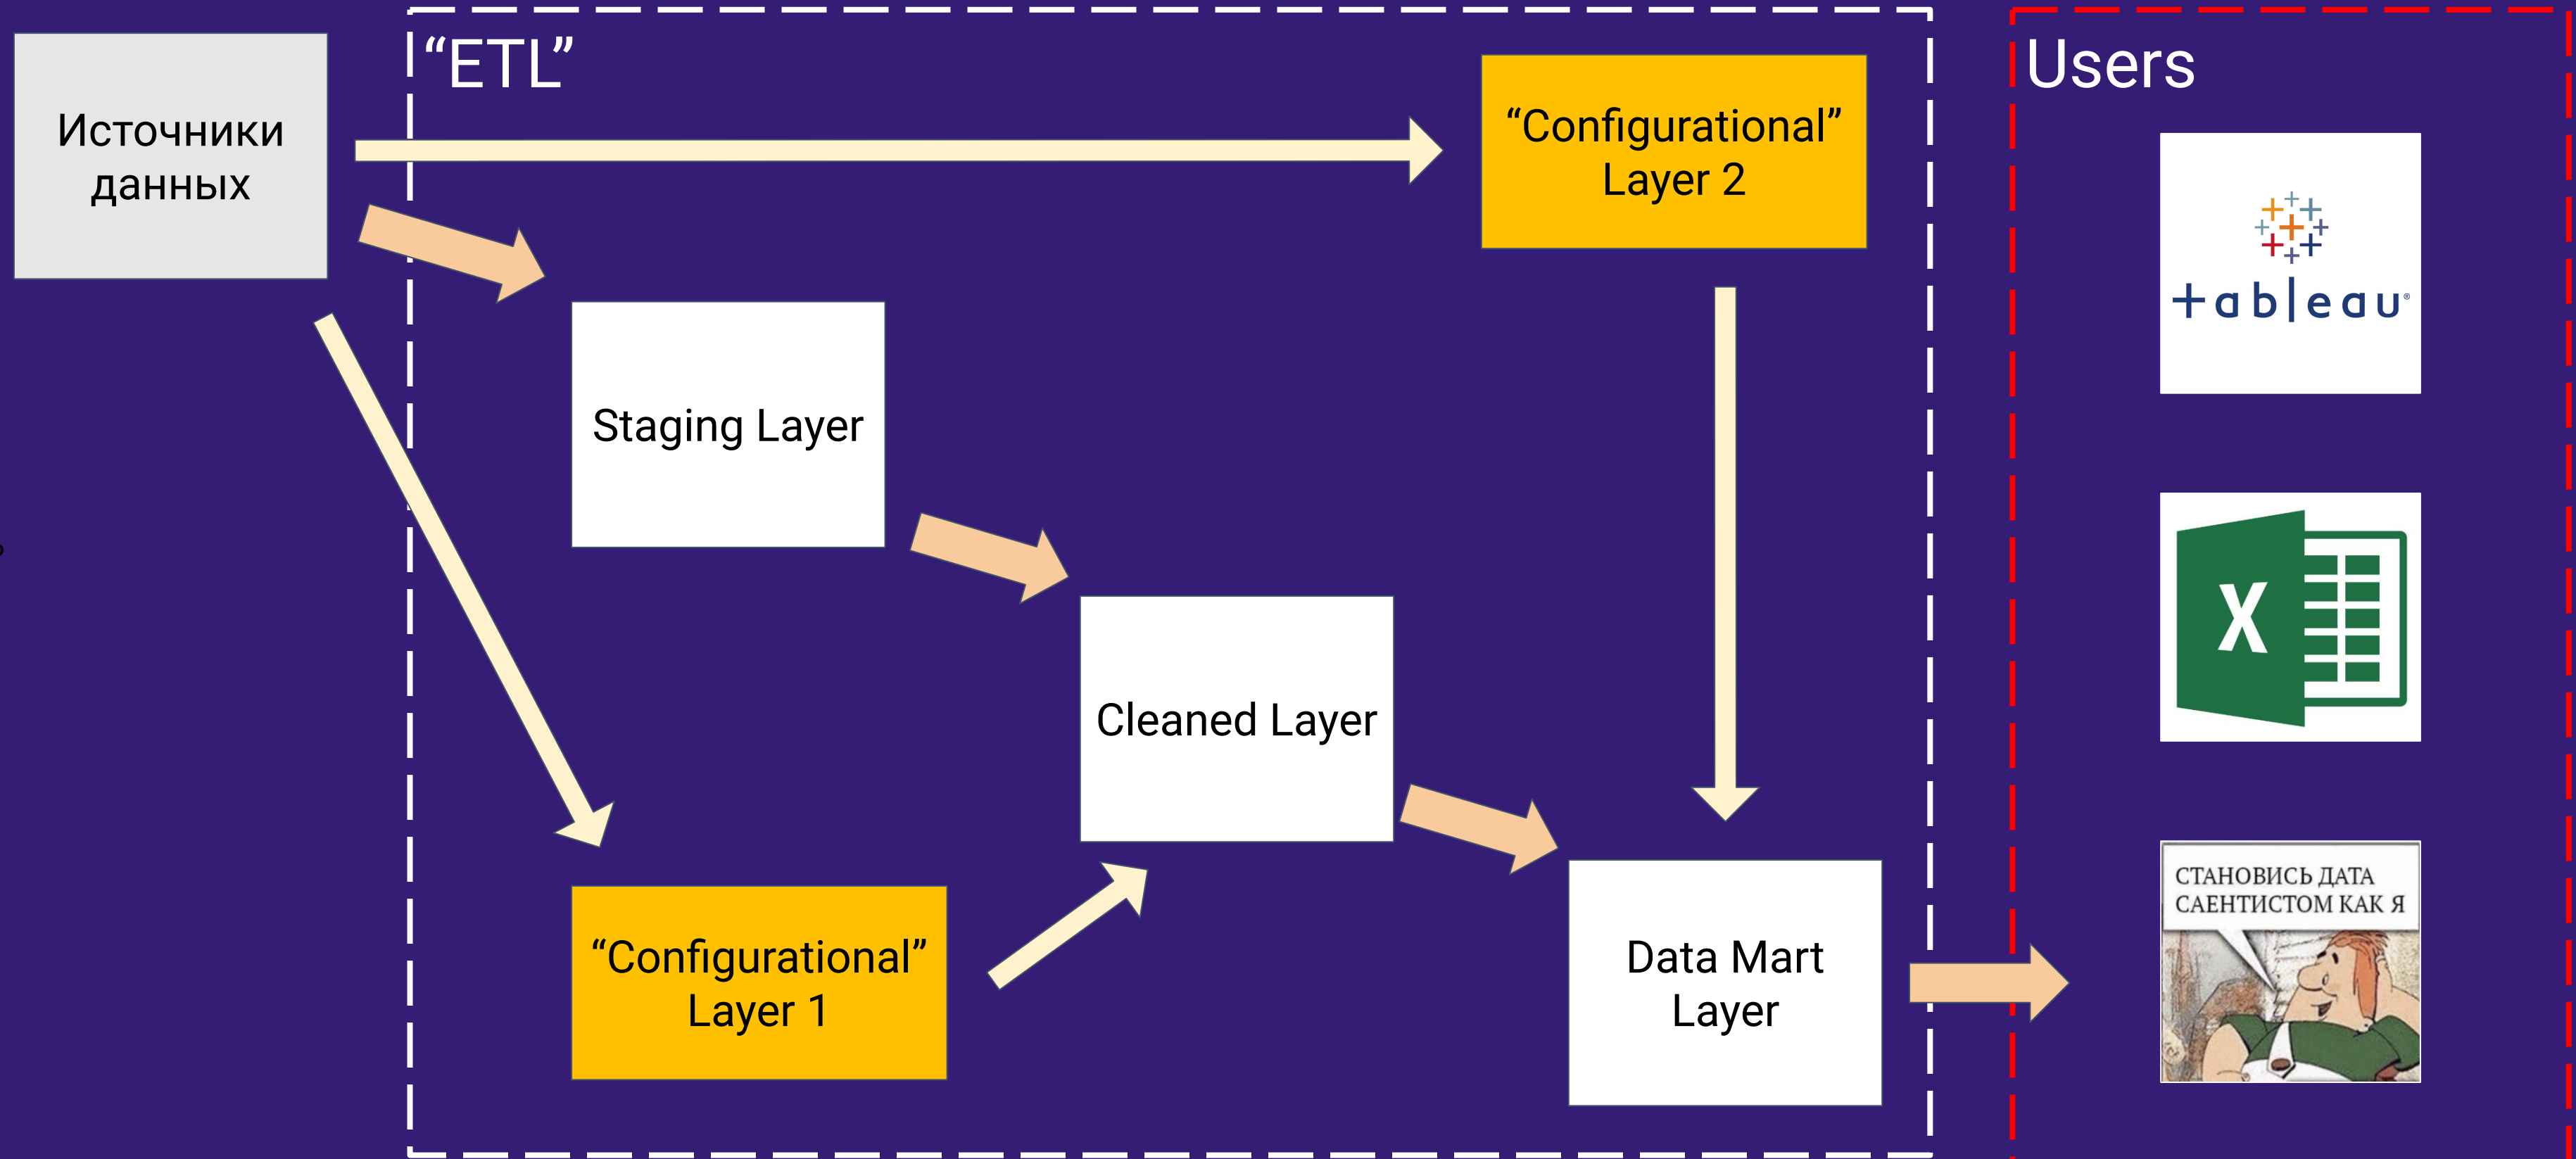 “ETL”
Users
Источники
данных
“Configurational”
Layer 2
+ableau®
Staging Layer
X
Cleaned Layer
“Configurational”
Layer 1
Data Mart
Layer
СТАНОВИСЬ ДАТА
САЕНТИСТОМ КАК Я